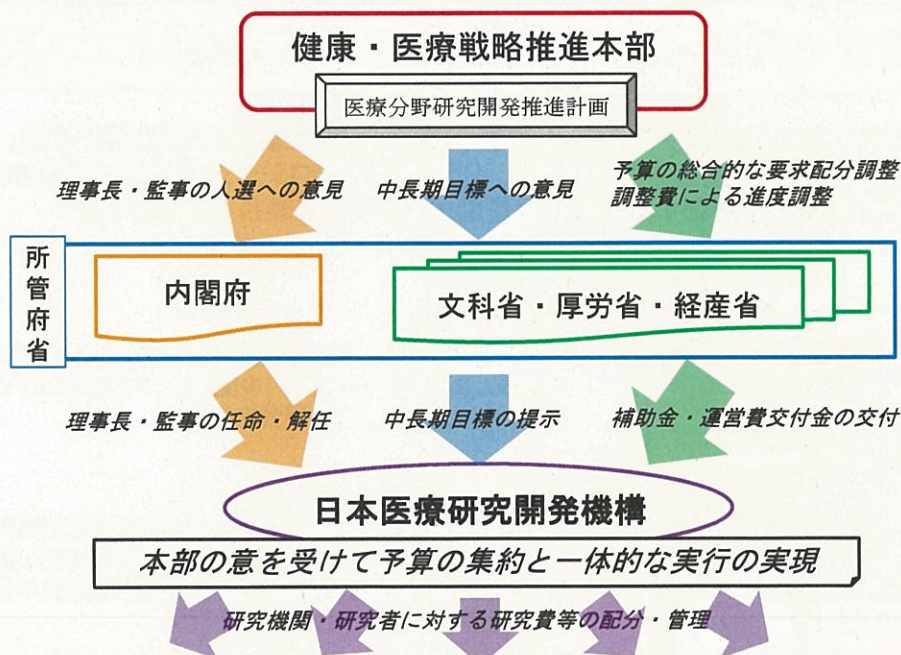 健康・医療戦略推進本部
医療分野研究開発推進計画
理事長・監事の人選への意見
中長期目標への意見
予算の総合的な要求配分調整
調整費による進度調整
所管府省
内閣府
文科省・厚労省・経産省
理事長・監事の任命・解任
中長期目標の提示
補助金・運営費交付金の交付
日本医療研究開発機構
本部の意を受けて予算の集約と一体的な実行の実現
研究機関・研究者に対する研究費等の配分・管理